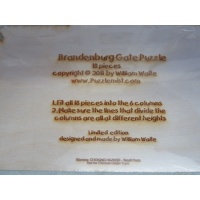 Brandenburg Gate Puzzle
18 pieces
copyright © 2011 by William Waite
www.Puzzlemist.com
1.Fit all 18 pieces into the 6 columns
2.Make sure the lines that divide the
columns are all of different heights
Limited edition
designed and made by William Waite